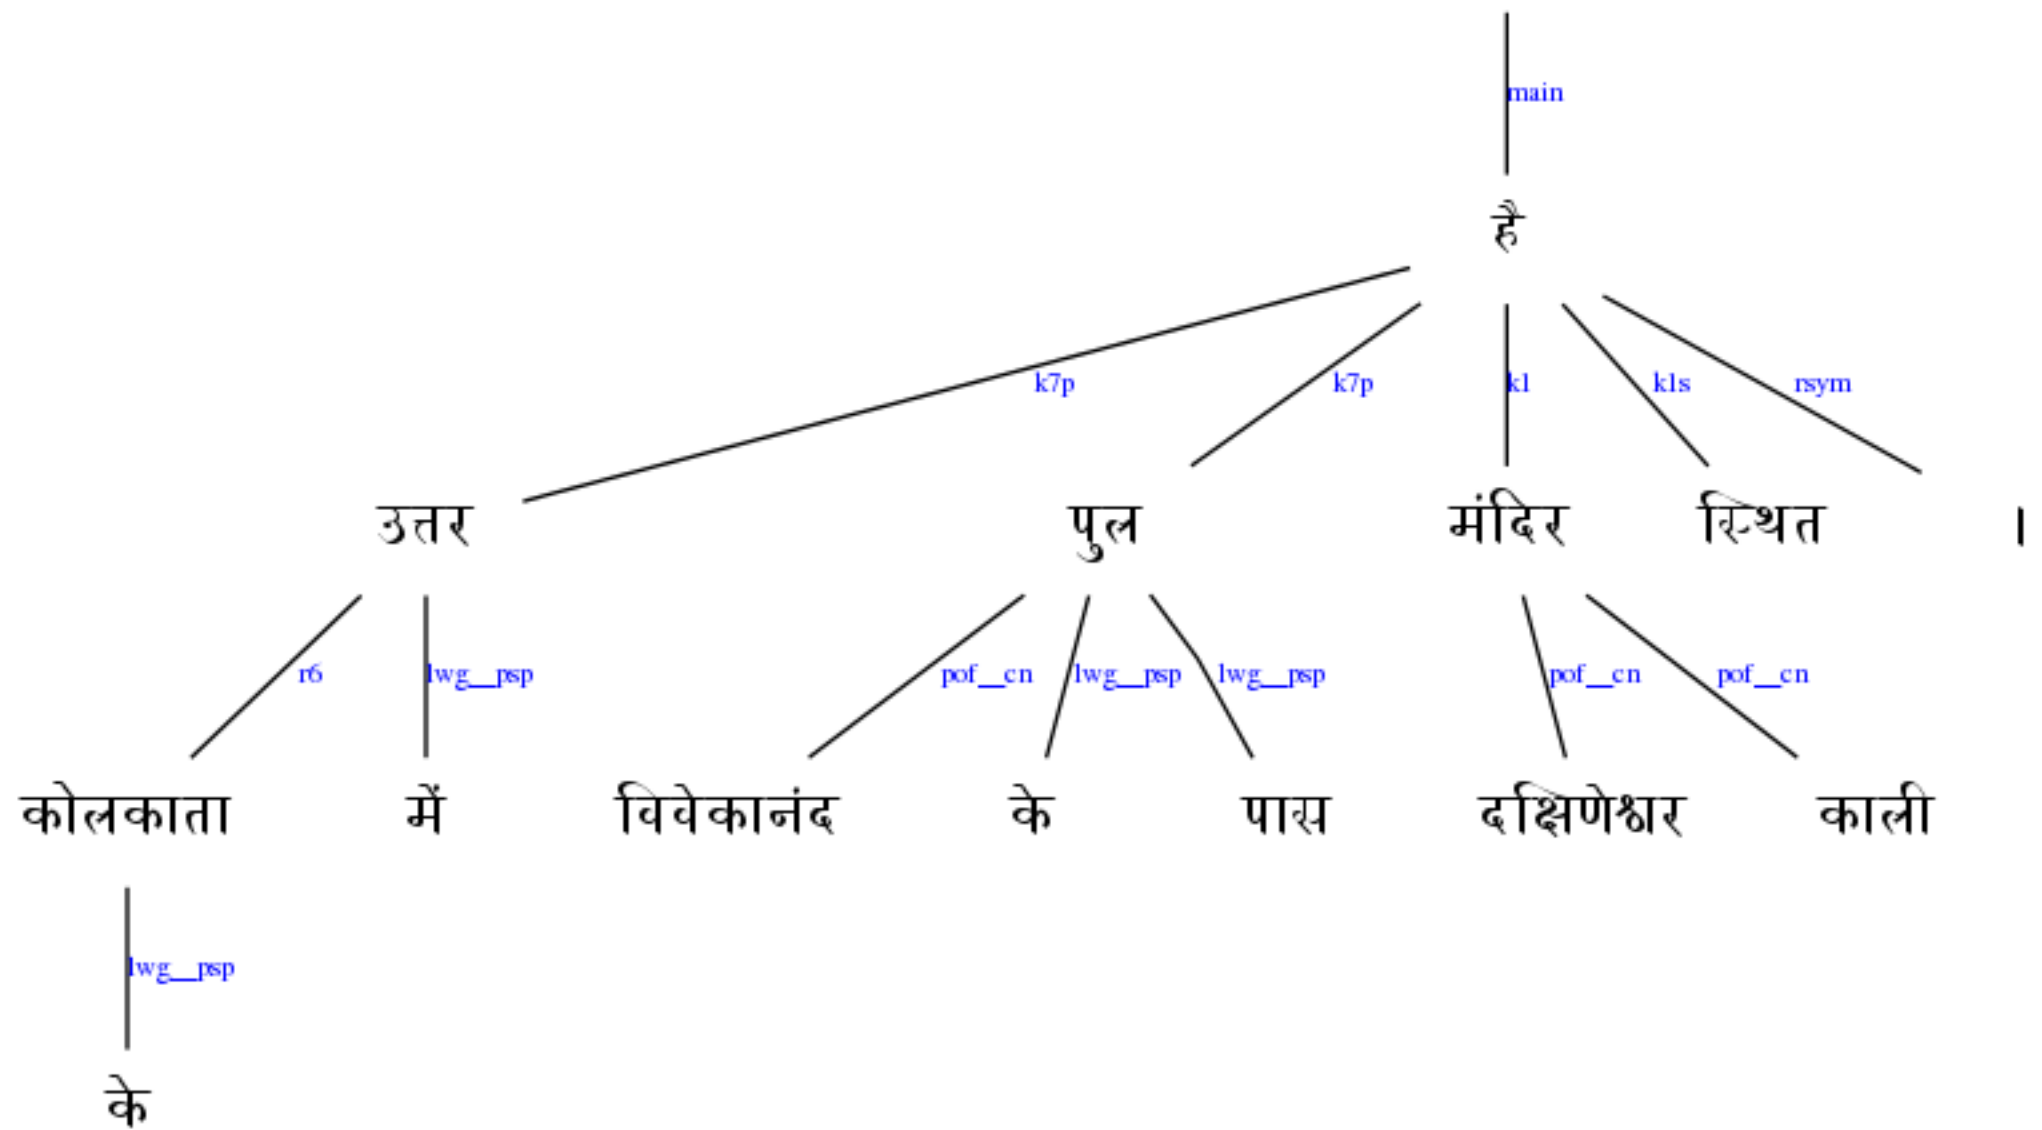 main
है
k7p k7p k1 k1s rsym
उत्तर पुल मंदिर स्थित ।
r6 lwg__psp pof__cn lwg__psp lwg__psp pof__cn pof__cn
कोलकाता में विवेकानंद के पास दक्षिणेश्वर काली
lwg__psp
के